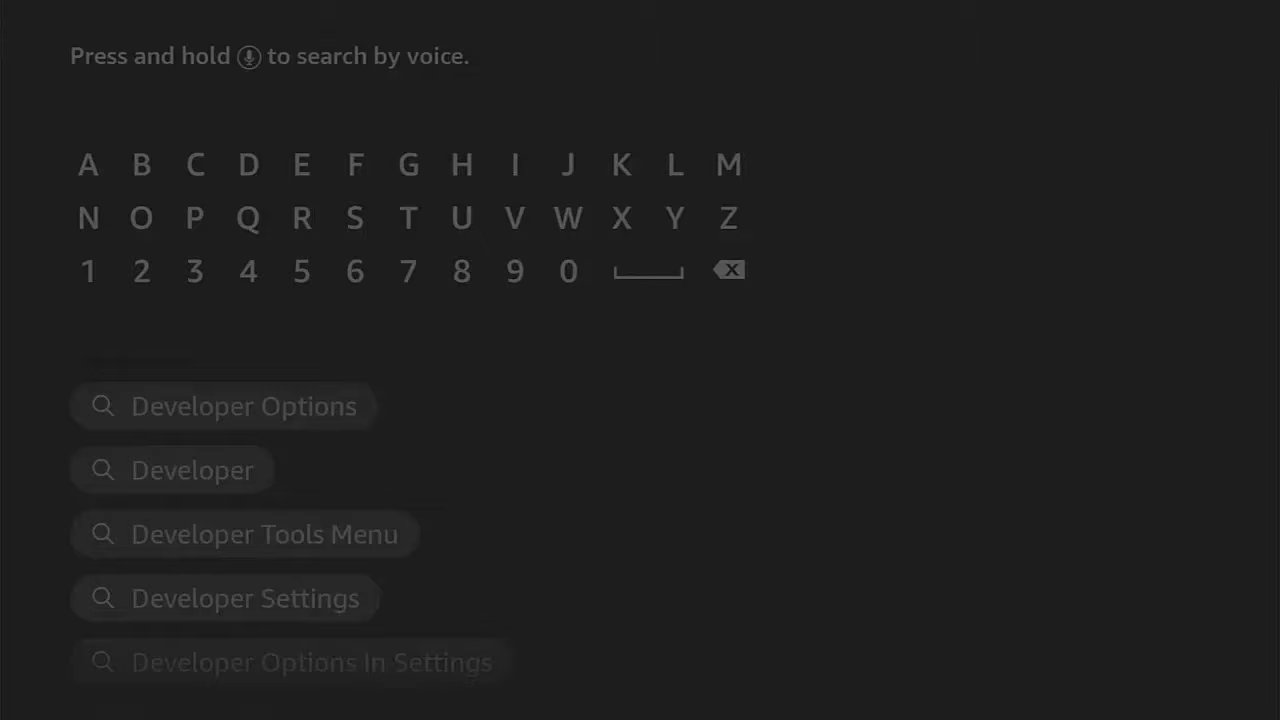 Press and hold to search by voice.
A B C D E F G H I J K L M
N O P Q R S T U V W X Y Z
1 2 3 4 5 6 7 8 9 0
Developer Options
Developer
Developer Tools Menu
Developer Settings
Developer Options In Settings